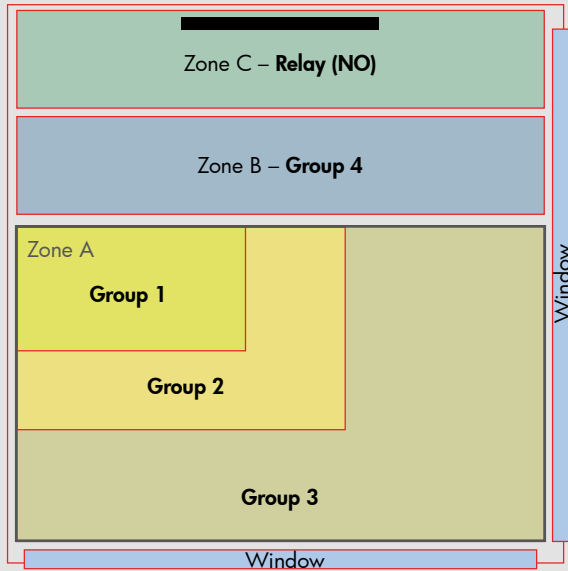 Zone C – Relay (NO)
Zone B – Group 4
Window
Zone A
Group 1
Group 2
Group 3
Window